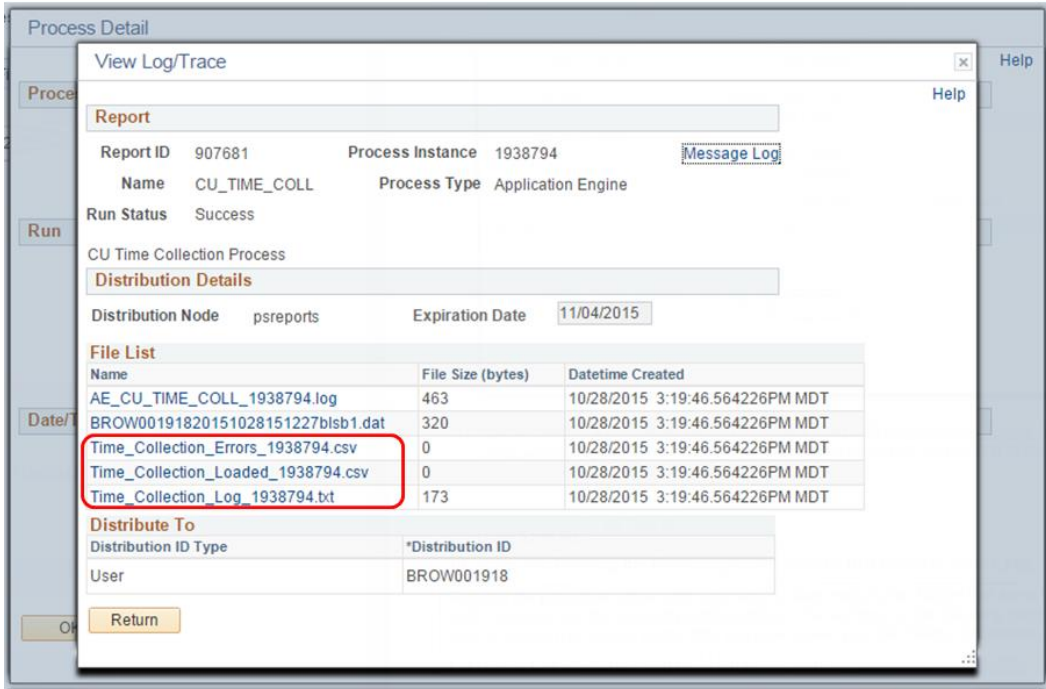 Process Detail
View Log/Trace
Help
Help
Proce
Report
Report ID 907681 Process Instance 1938794 Message Log
Name CU_TIME_COLL Process Type Application Engine
Run Status Success
Run
CU Time Collection Process
Distribution Details
Distribution Node psreports Expiration Date 11/04/2015
File List
Name File Size (bytes) Datetime Created
AE_CU_TIME_COLL_1938794.log 463 10/28/2015 3:19:46.564226PM MDT
Date/T
BROW00191820151028151227blsb1.dat 320 10/28/2015 3:19:46.564226PM MDT
Time_Collection_Errors_1938794.csv 0 10/28/2015 3:19:46.564226PM MDT
Time_Collection_Loaded_1938794.csv 0 10/28/2015 3:19:46.564226PM MDT
Time_Collection_Log_1938794.txt 173 10/28/2015 3:19:46.564226PM MDT
Distribute To
Distribution ID Type *Distribution ID
User BROW001918
Return
OK